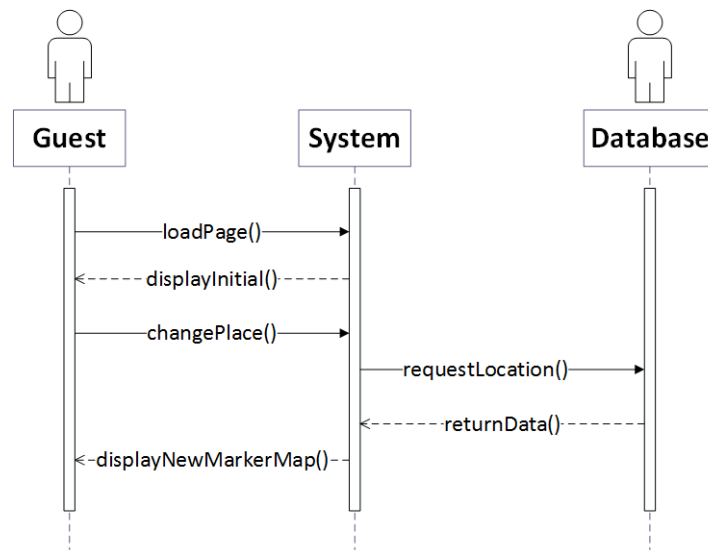 Guest
System
Database
loadPage()
displayInitial()
changePlace()
requestLocation()
returnData()
displayNewMarkerMap()